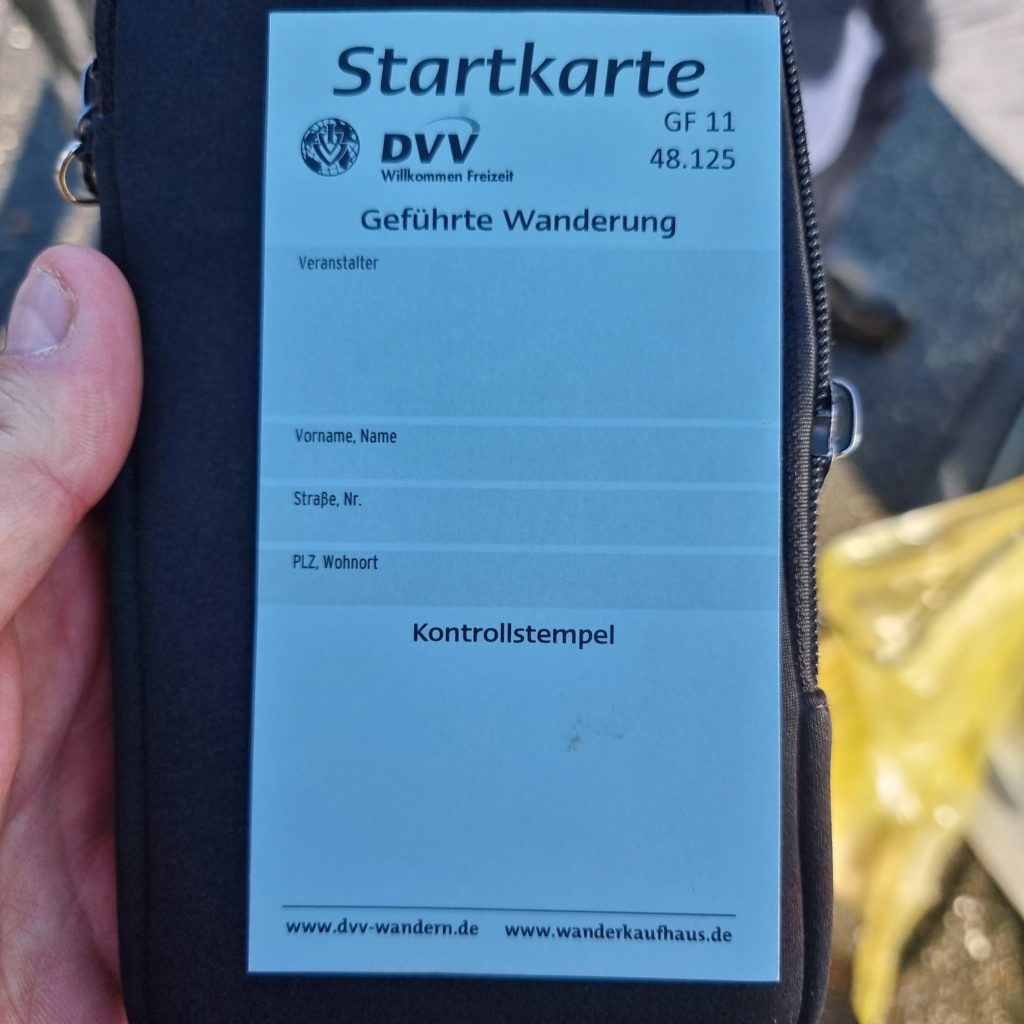 Startkarte
GF 11
DVV
48.125
Willkommen Freizeit
Geführte Wanderung
Veranstalter
Vorname, Name
Straße, Nr.
PLZ, Wohnort
Kontrollstempel
www.dvv-wandern.de www.wanderkaufhaus.de